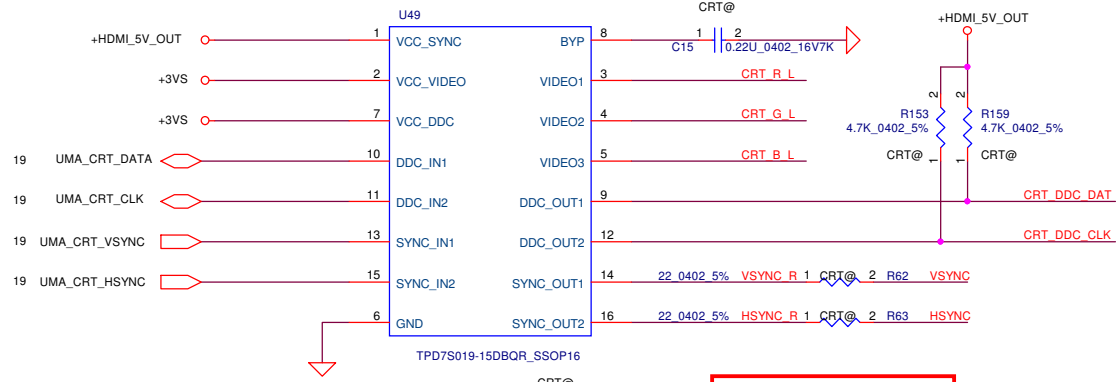 CRT@
U49
+HDMI_5V_OUT
+HDMI_5V_OUT 1 VCC_SYNC BYP 8 1 2
C15 0.22U_0402_16V7K
+3VS 2 VCC_VIDEO VIDEO1 3 CRT_R_L
2 2
+3VS 7 VCC_DDC VIDEO2 4 CRT_G_L R153 R159
4.7K_0402_5% 4.7K_0402_5%
19 UMA_CRT_DATA 10 DDC_IN1 VIDEO3 5 CRT_B_L CRT@ 1 1 CRT@
19 UMA_CRT_CLK 11 DDC_IN2 DDC_OUT1 9 CRT_DDC_DAT
19 UMA_CRT_VSYNC 13 SYNC_IN1 DDC_OUT2 12 CRT_DDC_CLK
19 UMA_CRT_HSYNC 15 SYNC_IN2 SYNC_OUT1 14 22_0402_5% VSYNC_R 1 CRT@ 2 R62 VSYNC
6 GND SYNC_OUT2 16 22_0402_5% HSYNC_R 1 CRT@ 2 R63 HSYNC
TPD7S019-15DBQR_SSOP16
CRT@